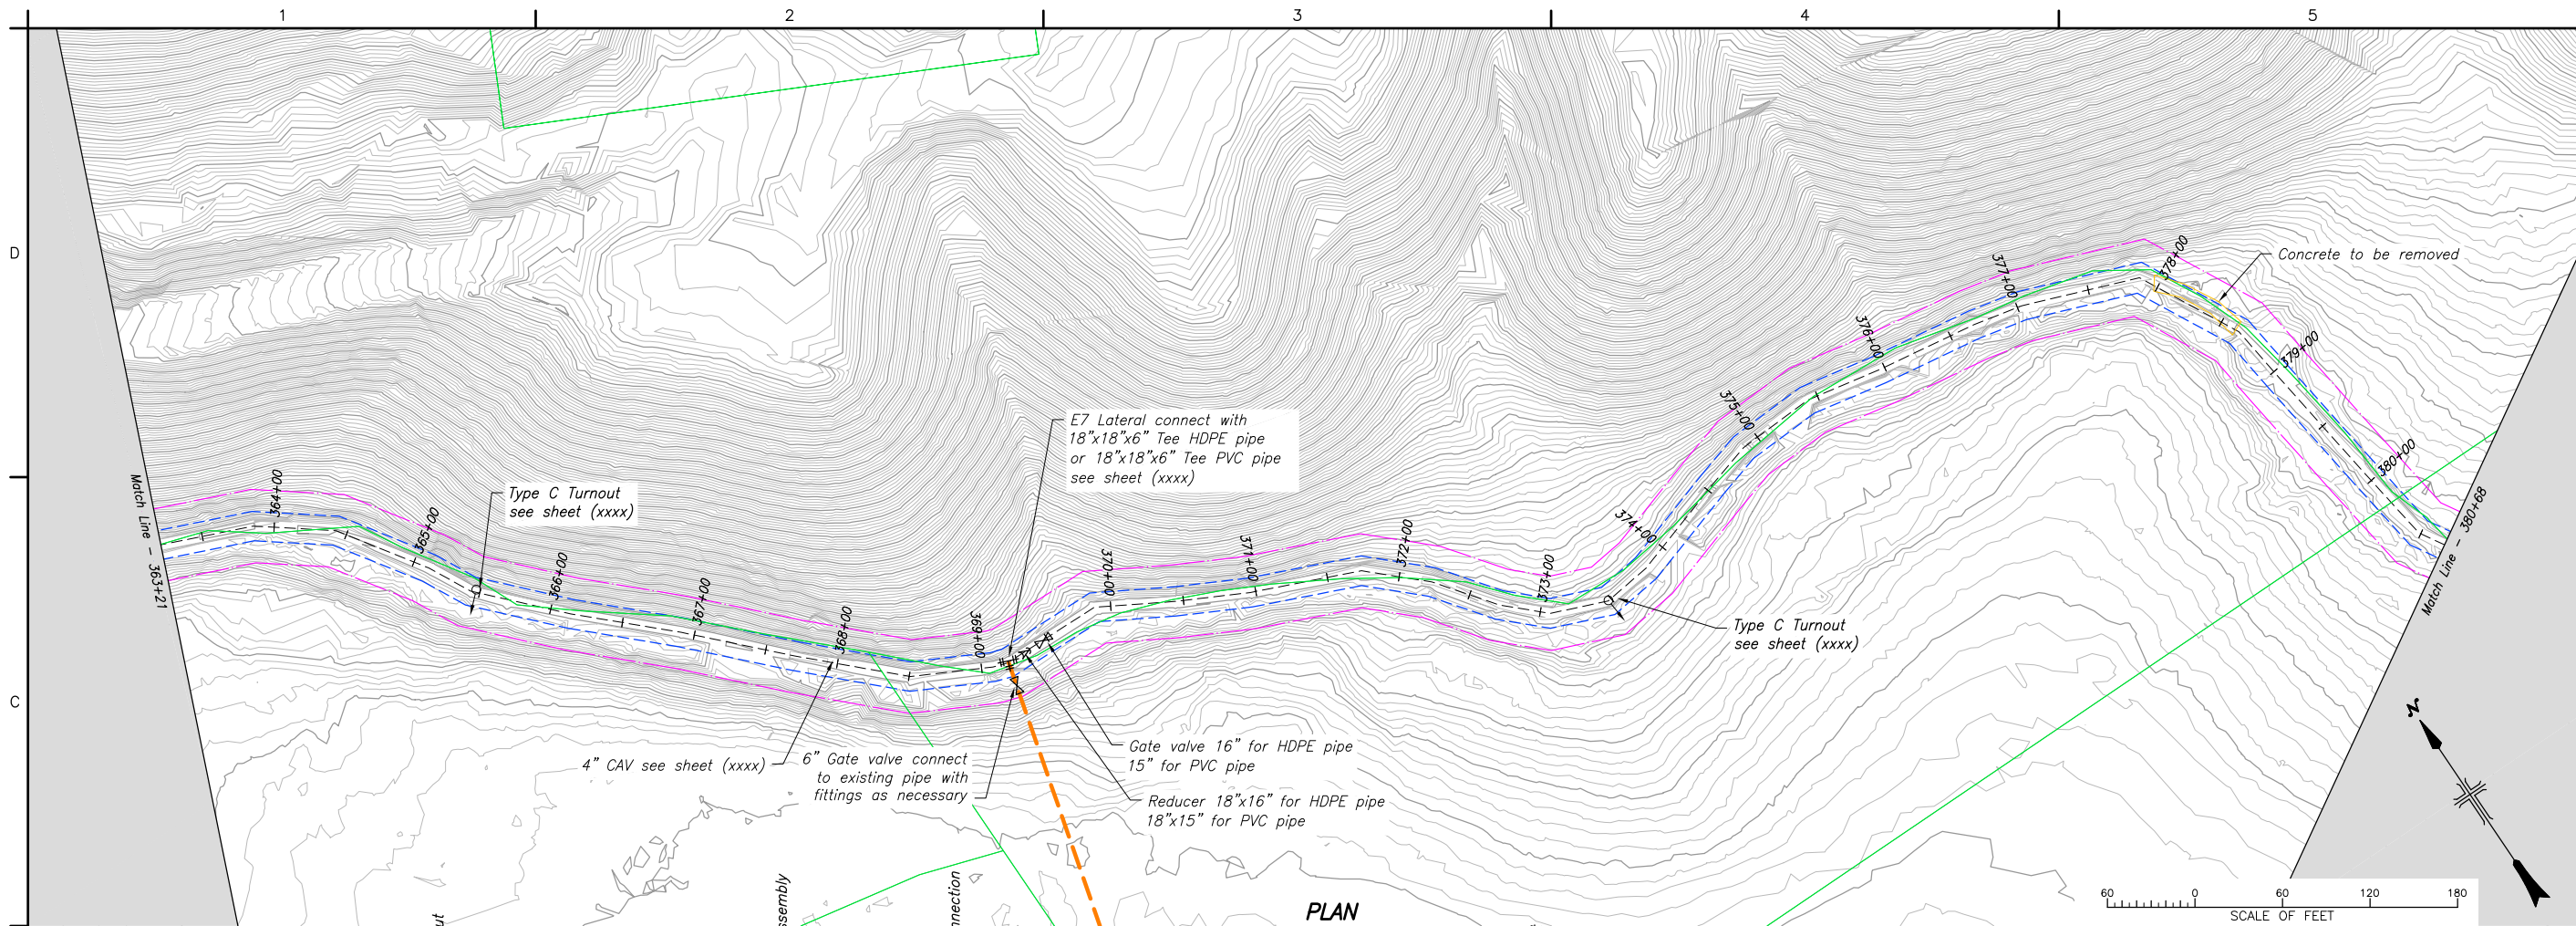 1
2
3
4
5
D
C
Match Line - 363+21
364+00
365+00
Type C Turnout
see sheet (xxxx)
366+00
367+00
368+00
369+00
370+00
371+00
372+00
373+00
374+00
375+00
376+00
377+00
378+00
379+00
380+00
Match Line - 380+68
Concrete to be removed
E7 Lateral connect with
18"x18"x6" Tee HDPE pipe
or 18"x18"x6" Tee PVC pipe
see sheet (xxxx)
Type C Turnout
see sheet (xxxx)
4" CAV see sheet (xxxx)
6" Gate valve connect
to existing pipe with
fittings as necessary
Gate valve 16" for HDPE pipe
15" for PVC pipe
Reducer 18"x16" for HDPE pipe
18"x15" for PVC pipe
ssembly
nnection
PLAN
N
60 0 60 120 180
SCALE OF FEET